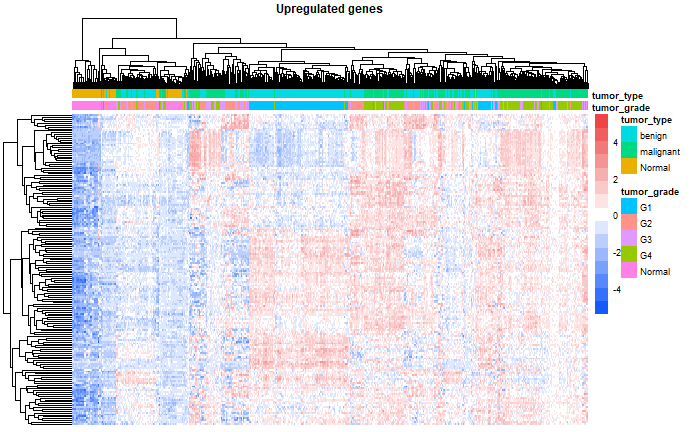 Upregulated genes
tumor_type
tumor_grade
tumor_type
benign
malignant
Normal
tumor_grade
G1
G2
G3
G4
Normal
4
2
0
-2
-4